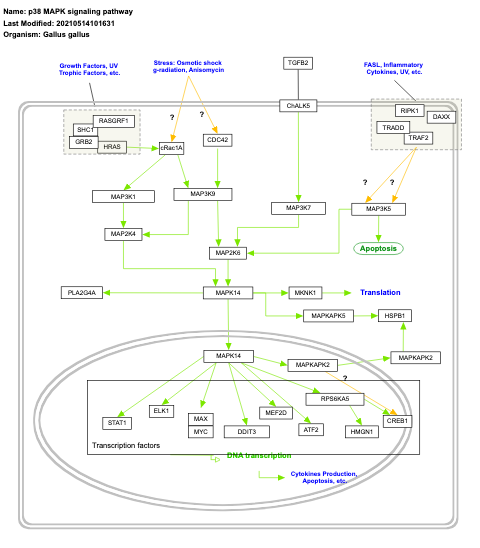 Name: p38 MAPK signaling pathway
Last Modified: 20210514101631
Organism: Gallus gallus
Growth Factors, UV
Trophic Factors, etc.
Stress: Osmotic shock
g-radiation, Anisomycin
TGFB2
FASL, Inflammatory
Cytokines, UV, etc.
ChALK5
RASGRF1
SHC1
GRB2
HRAS
?
?
cRac1A
CDC42
RIPK1
DAXX
TRADD
TRAF2
?
?
MAP3K1
MAP3K9
MAP3K7
MAP3K5
MAP2K4
MAP2K6
Apoptosis
PLA2G4A
MAPK14
MKNK1
Translation
MAPKAPK5
HSPB1
MAPK14
MAPKAPK2
MAPKAPK2
?
RPS6KA5
STAT1
ELK1
MAX
MYC
DDIT3
MEF2D
ATF2
HMGN1
CREB1
Transcription factors
DNA transcription
Cytokines Production,
Apoptosis, etc.